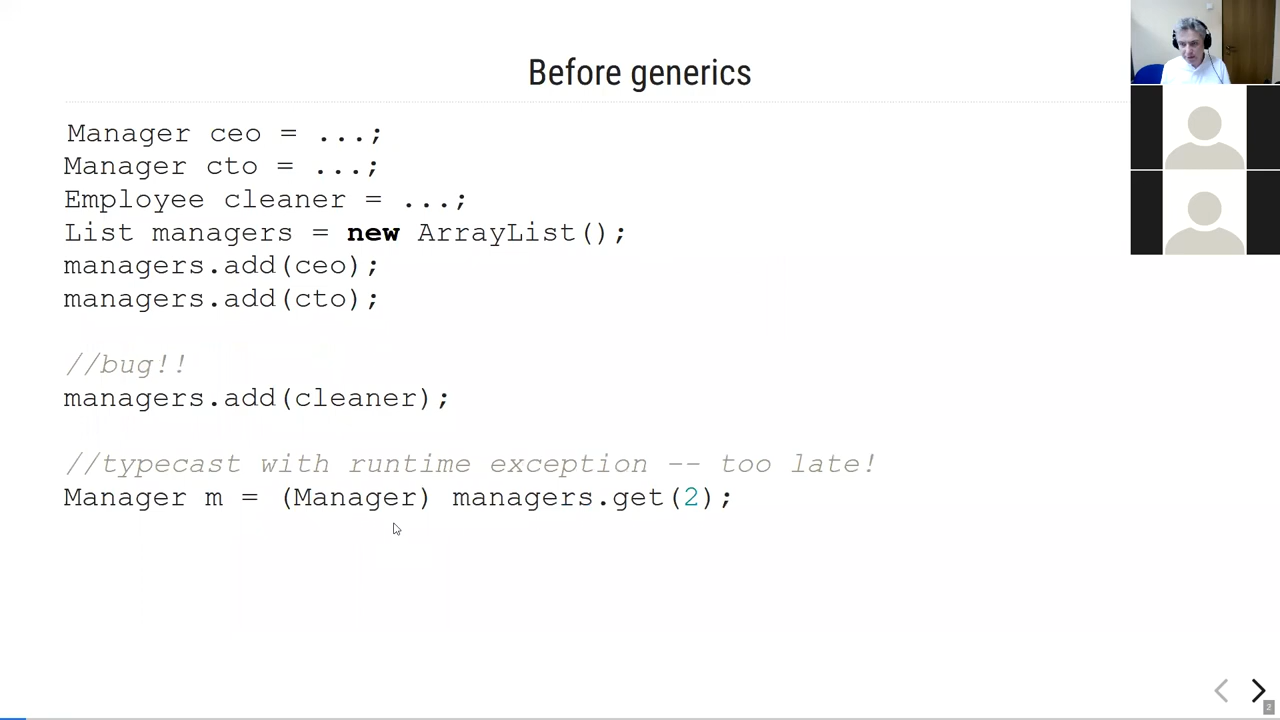 Before generics
Manager ceo = ...;
Manager cto = ...;
Employee cleaner = ...;
List managers = new ArrayList();
managers.add(ceo);
managers.add(cto);
//bug!!
managers.add(cleaner);
//typecast with runtime exception -- too late!
Manager m = (Manager) managers.get(2);
2